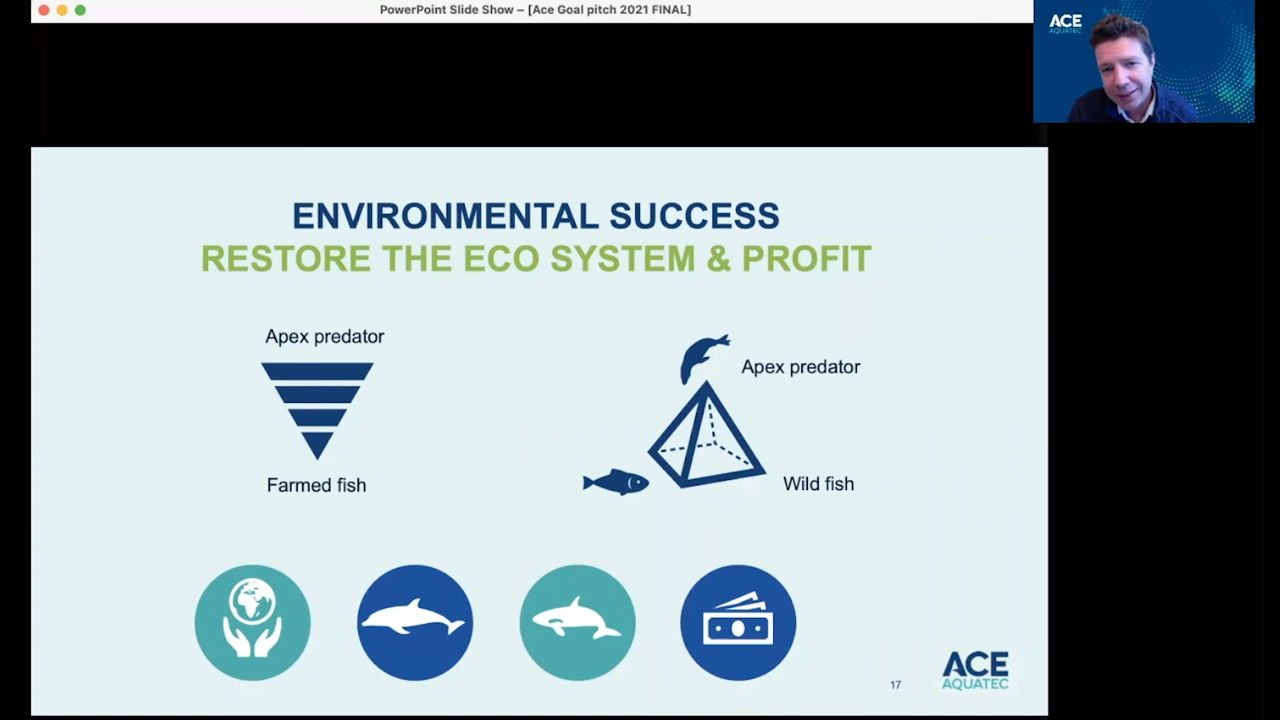 PowerPoint Slide Show – [Ace Goal pitch 2021 FINAL]
ACE
AQUATEC
ENVIRONMENTAL SUCCESS
RESTORE THE ECO SYSTEM & PROFIT
Apex predator
Apex predator
Farmed fish
Wild fish
17
ACE
AQUATEC